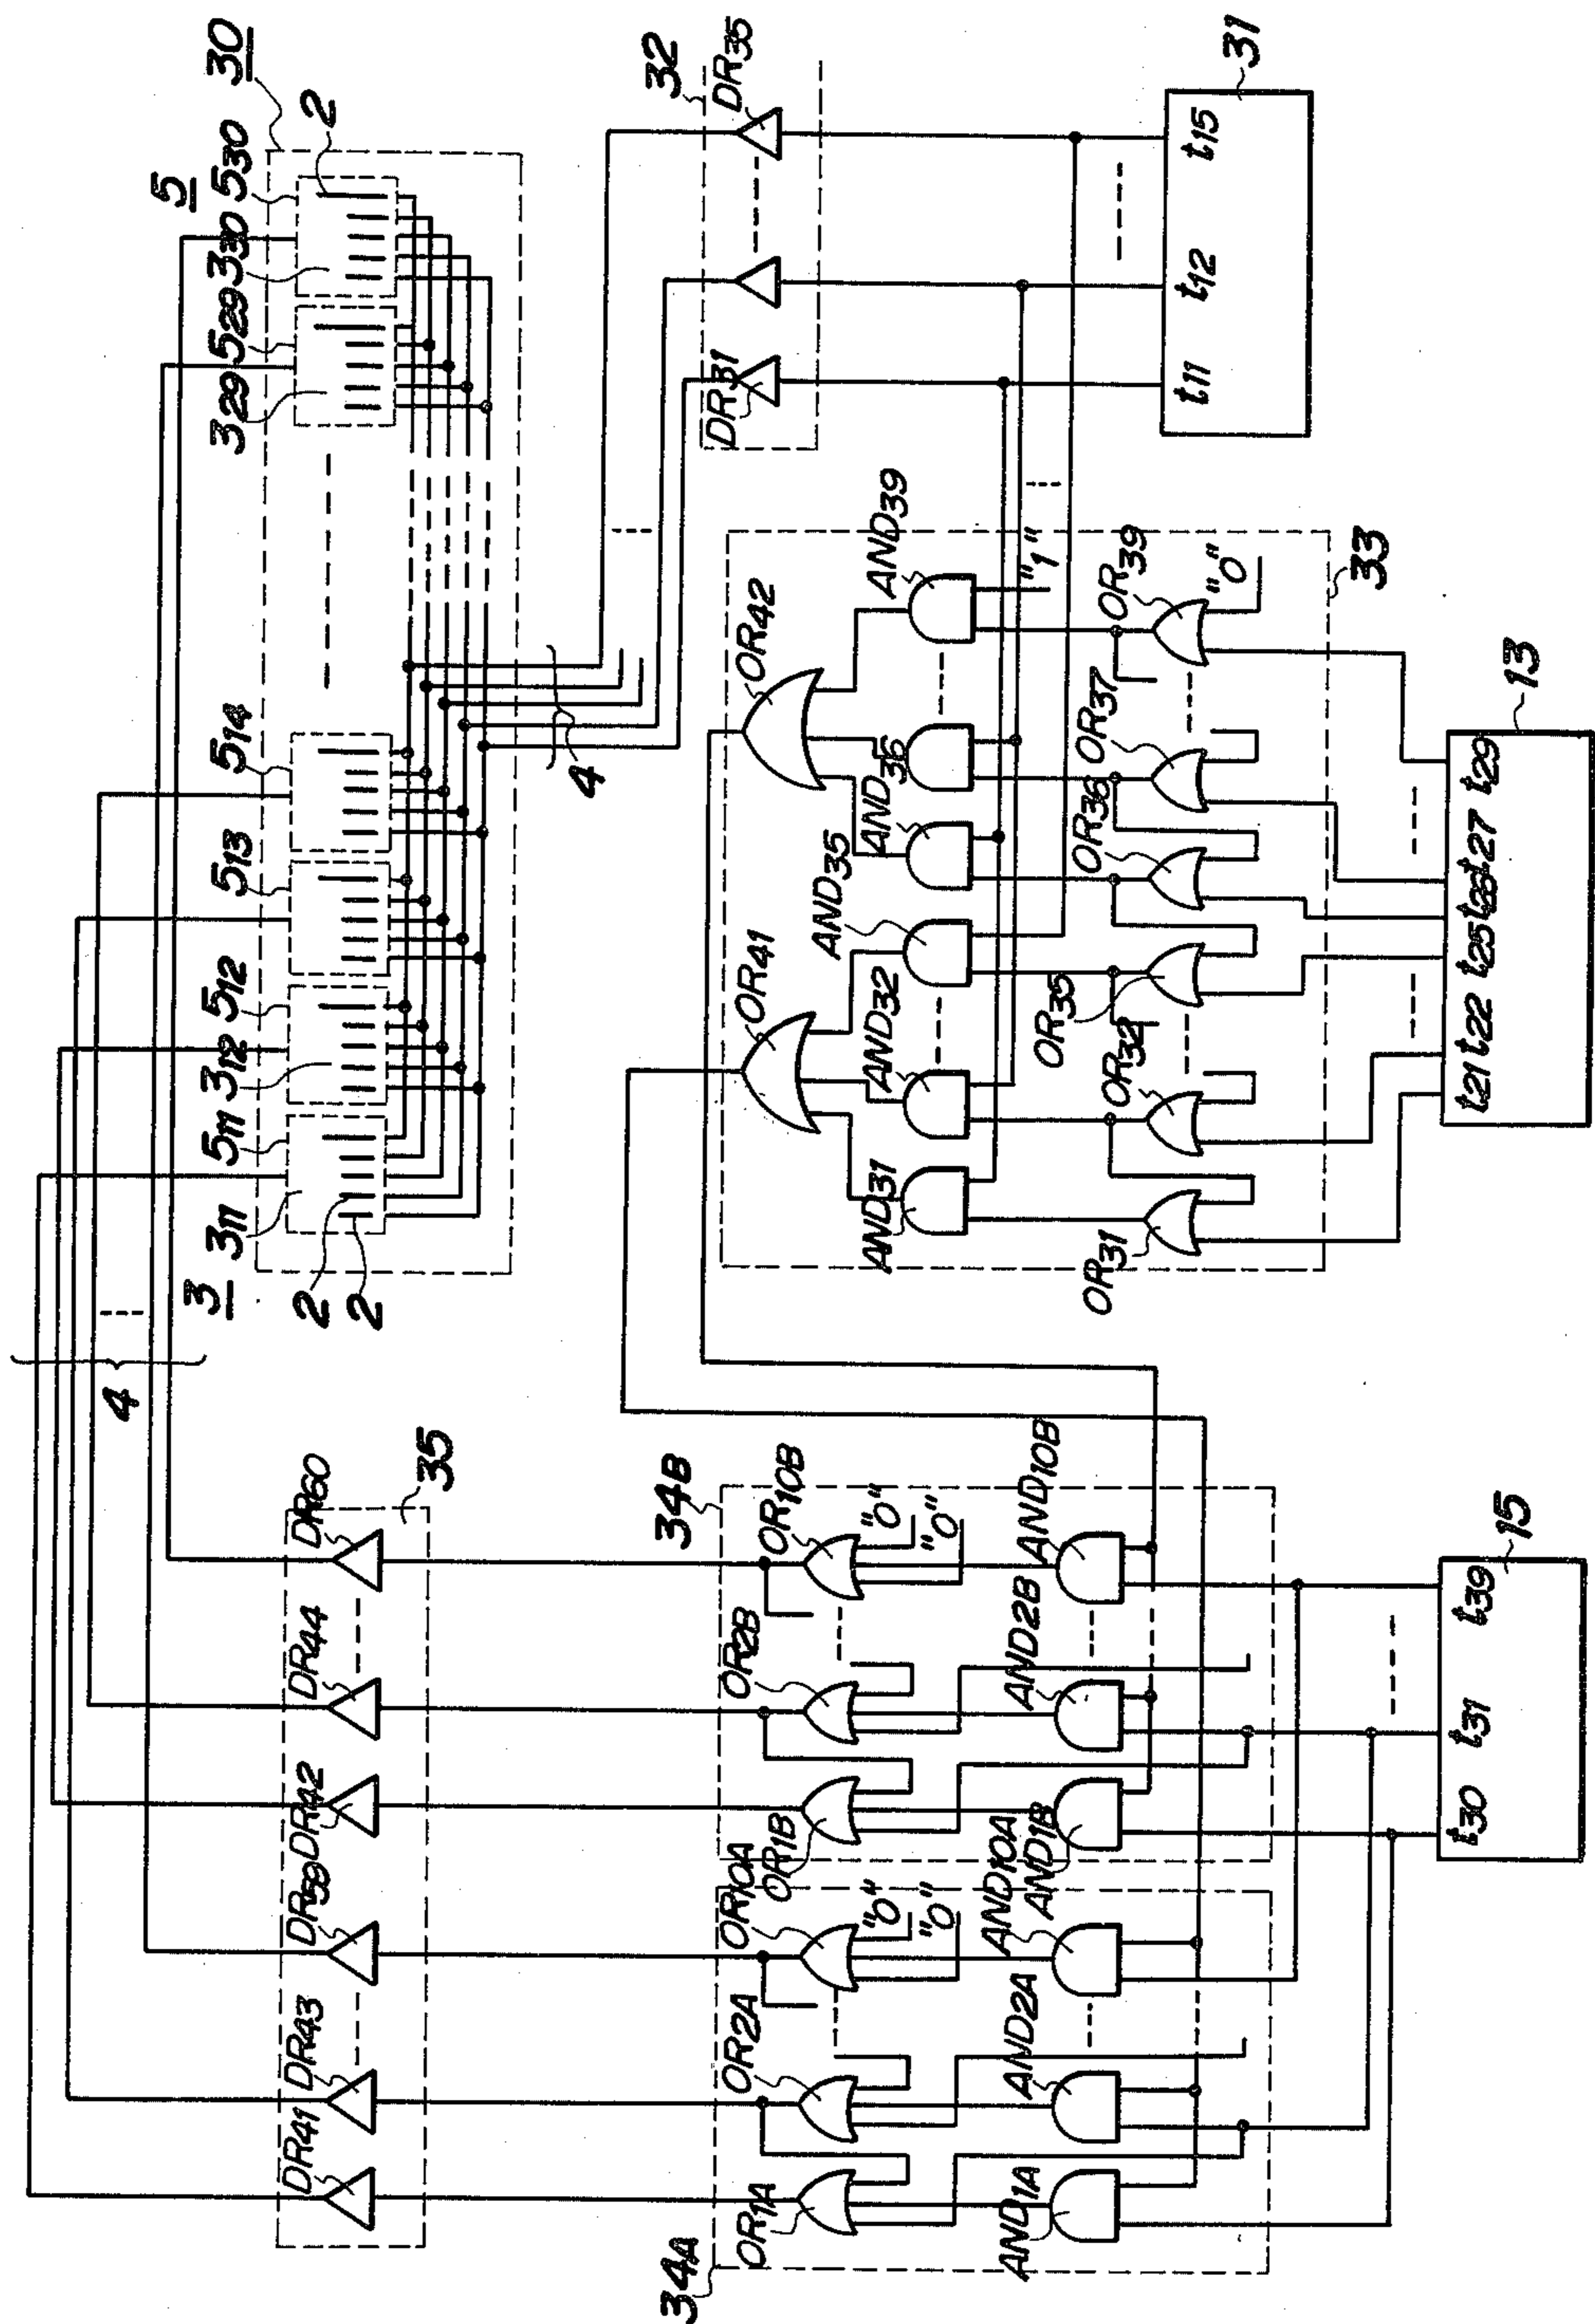 30
5
3 3₁₁ 5₁₁ 3₁₂ 5₁₂ 5₁₃ 5₁₄ 3₂₉ 5₂₉ 3₃₀ 5₃₀
2
2
2
4
4
35
DR₄₁ DR₄₃ DR₅₉ DR₄₂ DR₄₄ DR₆₀
32
DR₃₁ DR₃₅
34A
OR₁A OR₂A OR₁₀A
"0"
"0"
AND₁A AND₂A AND₁₀A
34B
OR₁B OR₂B OR₁₀B
"0"
"0"
AND₁B AND₂B AND₁₀B
OR₄₁ OR₄₂
AND₃₁ AND₃₂ AND₃₅ AND₃₆ AND₃₉
"1"
OR₃₁ OR₃₂ OR₃₅ OR₃₆ OR₃₇ OR₃₉
"0"
33
t₁₁ t₁₂ t₁₅
31
t₃₀ t₃₁ t₃₉
15
t₂₁ t₂₂ t₂₅ t₂₆ t₂₇ t₂₉
13